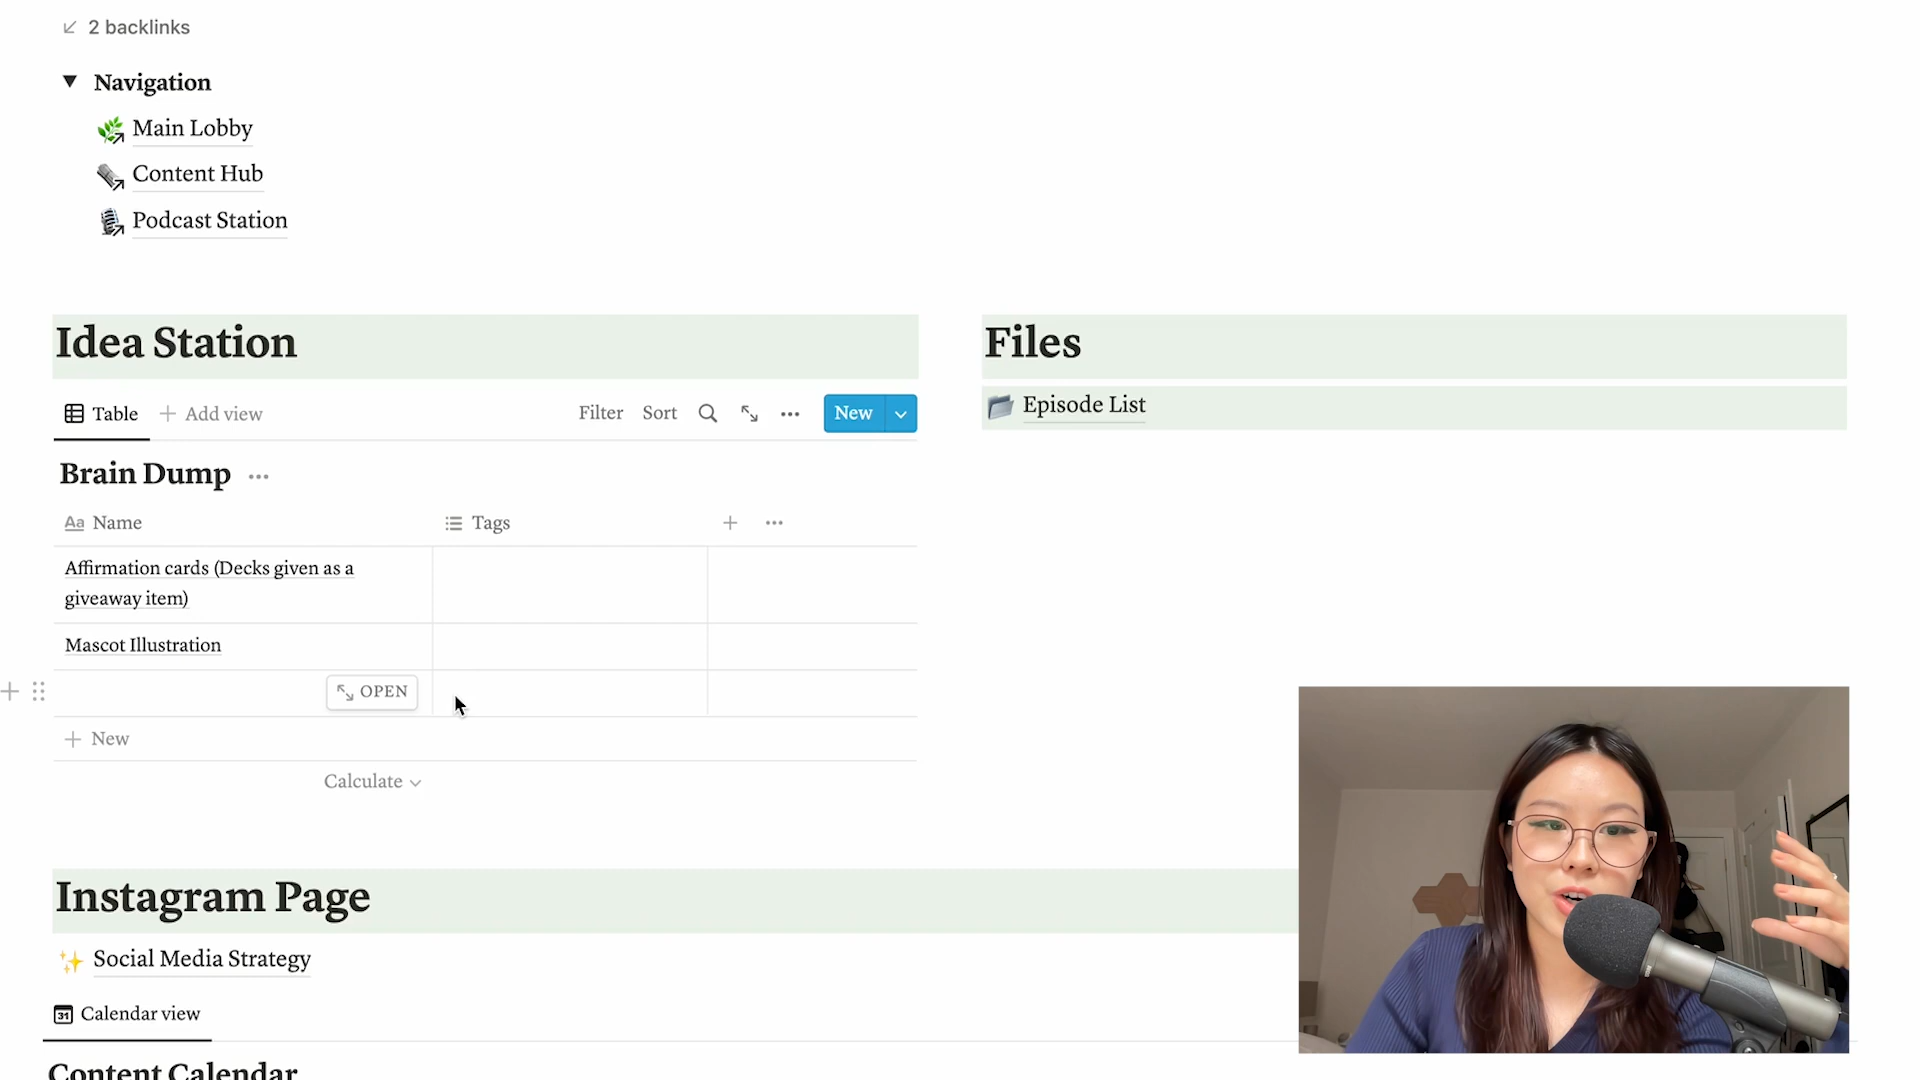 2 backlinks
Navigation
Main Lobby
Content Hub
Podcast Station
Idea Station
Files
Table
Add view
Filter
Sort
New
Episode List
Brain Dump
Aa Name
Tags
Affirmation cards (Decks given as a
giveaway item)
Mascot Illustration
OPEN
New
Calculate
Instagram Page
Social Media Strategy
31 Calendar view
Content Calendar